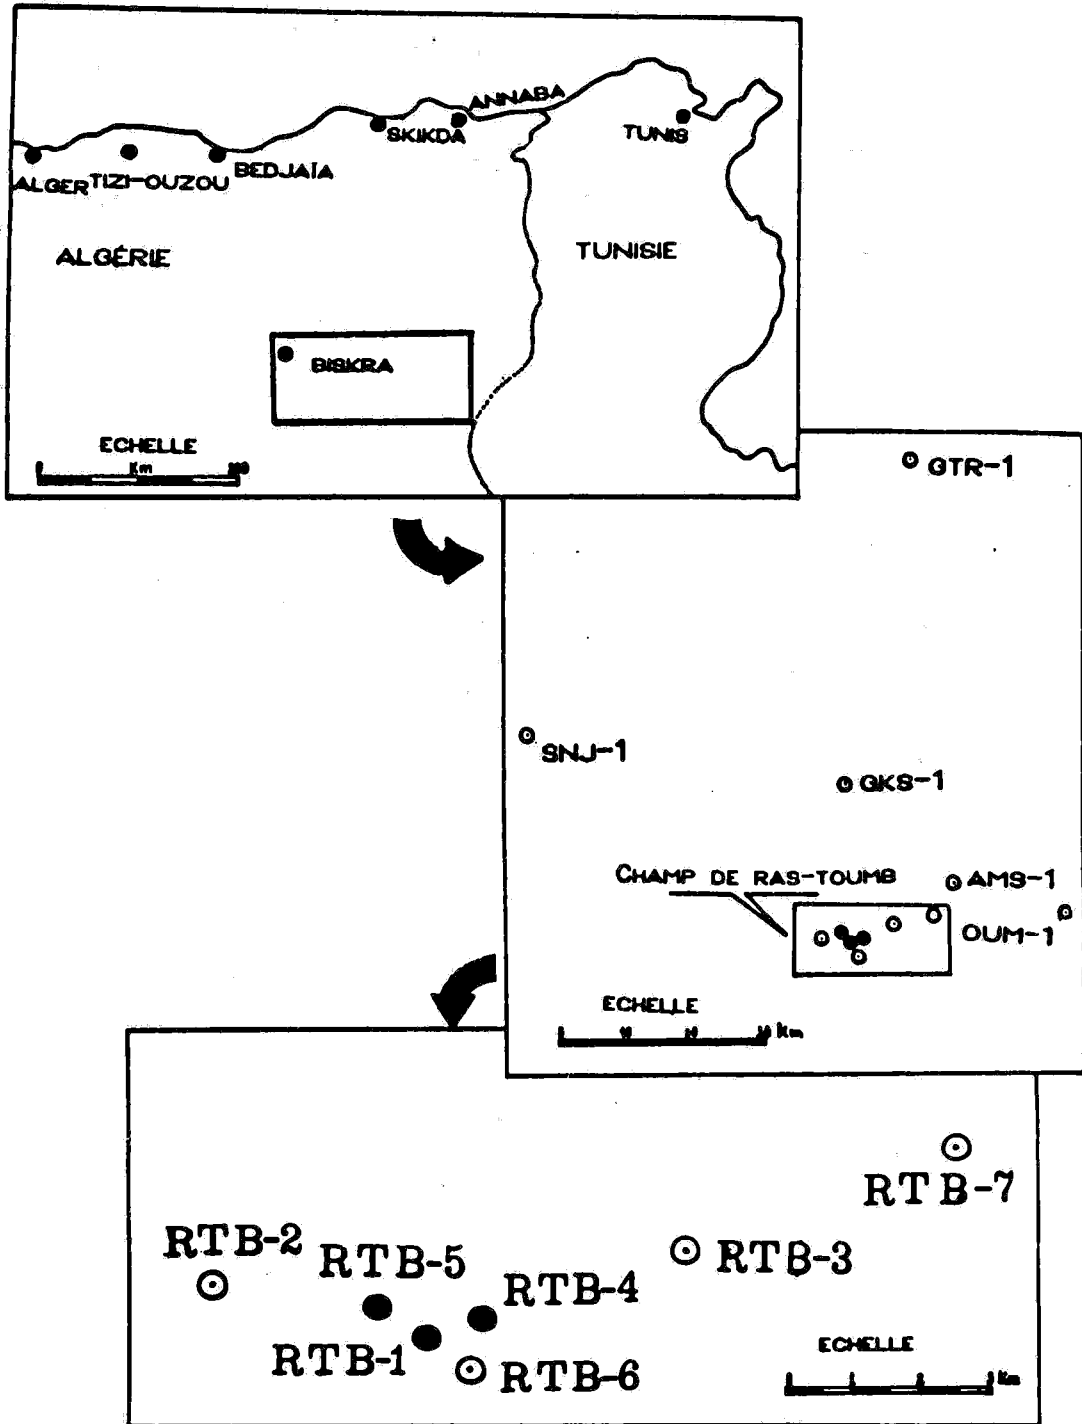 ANNABA
SKIKDA
TUNIS
ALGER
TIZI-OUZOU
BEDJAÏA
ALGÉRIE
TUNISIE
BISKRA
ECHELLE
Km
GTR-1
SNJ-1
GKS-1
CHAMP DE RAS-TOUMB
AMS-1
OUM-1
ECHELLE
Km
RTB-7
RTB-2
RTB-5
RTB-4
RTB-3
RTB-1
RTB-6
ECHELLE
Km